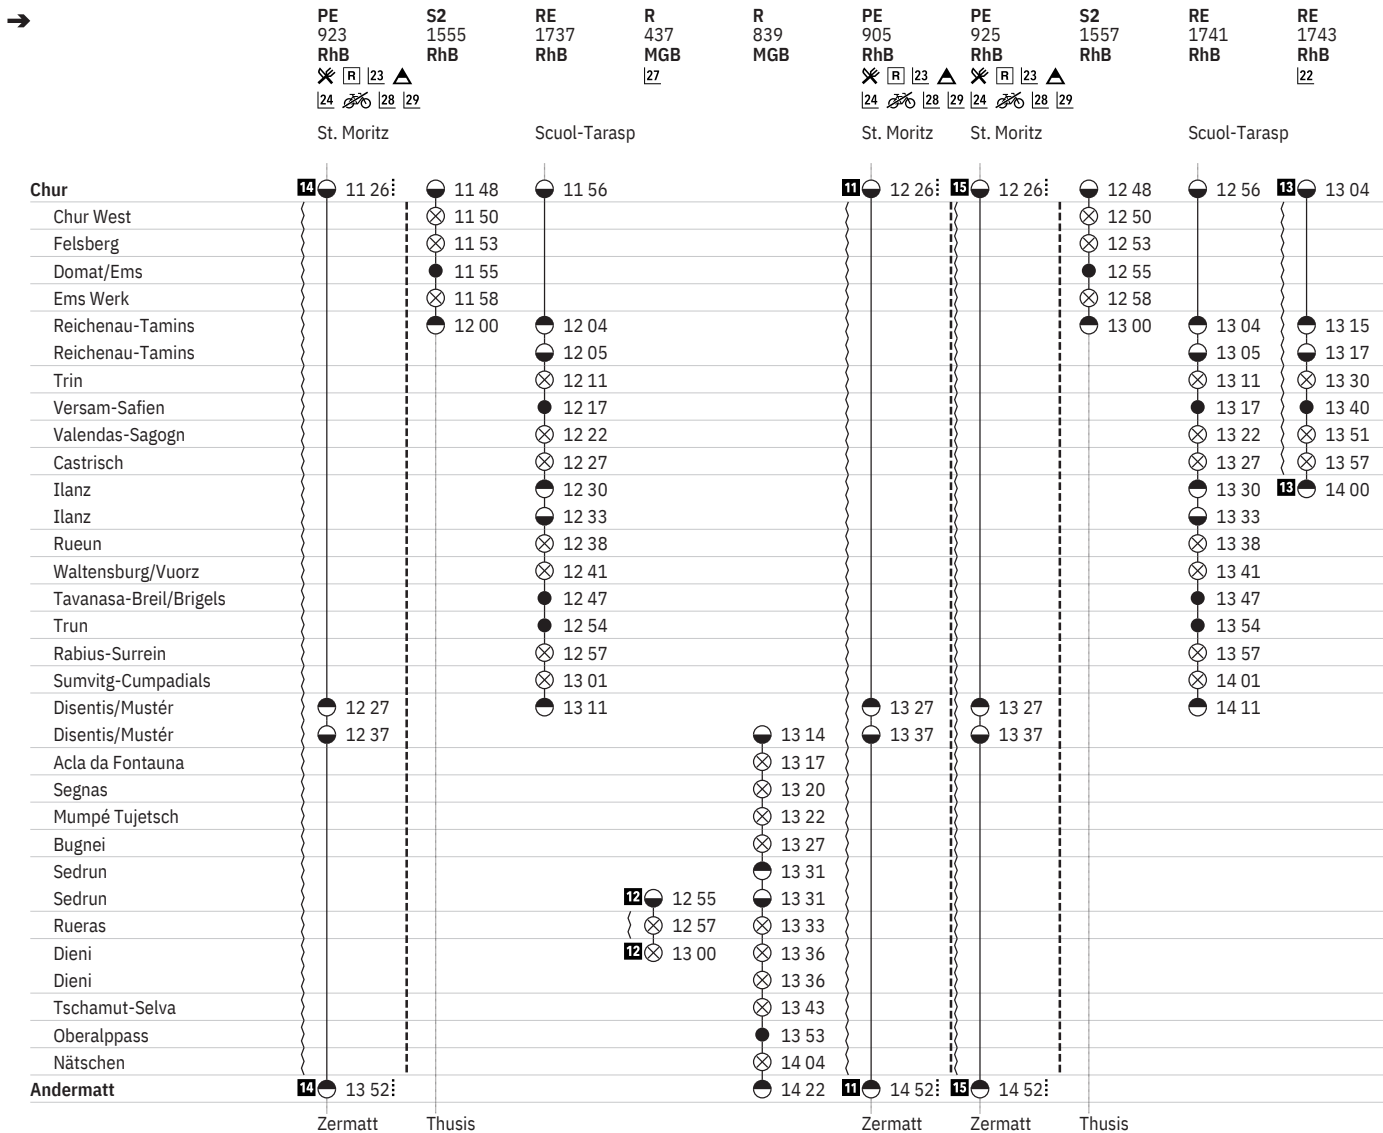 ➔ PE S2 RE R R PE PE S2 RE RE
923 1555 1737 437 839 905 925 1557 1741 1743
RhB RhB RhB MGB MGB RhB RhB RhB RhB RhB
R 23 27 R 23 R 23 22
24 28 29 24 28 29 24 28 29
St. Moritz Scuol-Tarasp St. Moritz St. Moritz Scuol-Tarasp
Chur 14 11 26 11 48 11 56 11 12 26 15 12 26 12 48 12 56 13 13 04
Chur West 11 50 12 50
Felsberg 11 53 12 53
Domat/Ems 11 55 12 55
Ems Werk 11 58 12 58
Reichenau-Tamins 12 00 12 04 13 00 13 04 13 15
Reichenau-Tamins 12 05 13 05 13 17
Trin 12 11 13 11 13 30
Versam-Safien 12 17 13 17 13 40
Valendas-Sagogn 12 22 13 22 13 51
Castrisch 12 27 13 27 13 57
Ilanz 12 30 13 30 13 14 00
Ilanz 12 33 13 33
Rueun 12 38 13 38
Waltensburg/Vuorz 12 41 13 41
Tavanasa-Breil/Brigels 12 47 13 47
Trun 12 54 13 54
Rabius-Surrein 12 57 13 57
Sumvitg-Cumpadials 13 01 14 01
Disentis/Mustér 12 27 13 11 13 27 13 27 14 11
Disentis/Mustér 12 37 13 14 13 37 13 37
Acla da Fontauna 13 17
Segnas 13 20
Mumpé Tujetsch 13 22
Bugnei 13 27
Sedrun 13 31
Sedrun 12 12 55 13 31
Rueras 12 57 13 33
Dieni 12 13 00 13 36
Dieni 13 36
Tschamut-Selva 13 43
Oberalppass 13 53
Nätschen 14 04
Andermatt 14 13 52 14 22 11 14 52 15 14 52
Zermatt Thusis Zermatt Zermatt Thusis